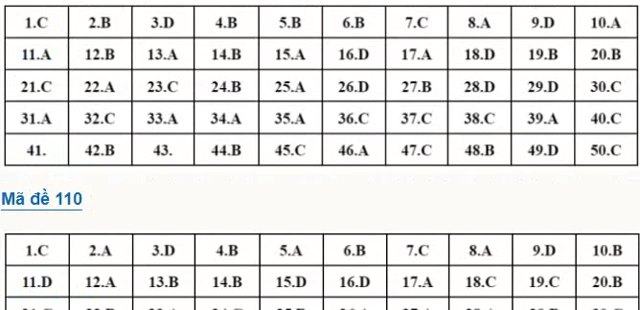 1.C 2.B 3.D 4.B 5.B 6.B 7.C 8.A 9.D 10.A
11.A 12.B 13.A 14.B 15.A 16.D 17.A 18.D 19.B 20.B
21.C 22.A 23.C 24.B 25.A 26.D 27.B 28.D 29.D 30.C
31.A 32.C 33.A 34.A 35.A 36.C 37.C 38.C 39.A 40.C
41. 42.B 43. 44.B 45.C 46.A 47.C 48.B 49.D 50.C
Mã đề 110
1.C 2.A 3.D 4.B 5.A 6.B 7.C 8.A 9.D 10.B
11.D 12.A 13.B 14.B 15.D 16.D 17.A 18.C 19.C 20.B